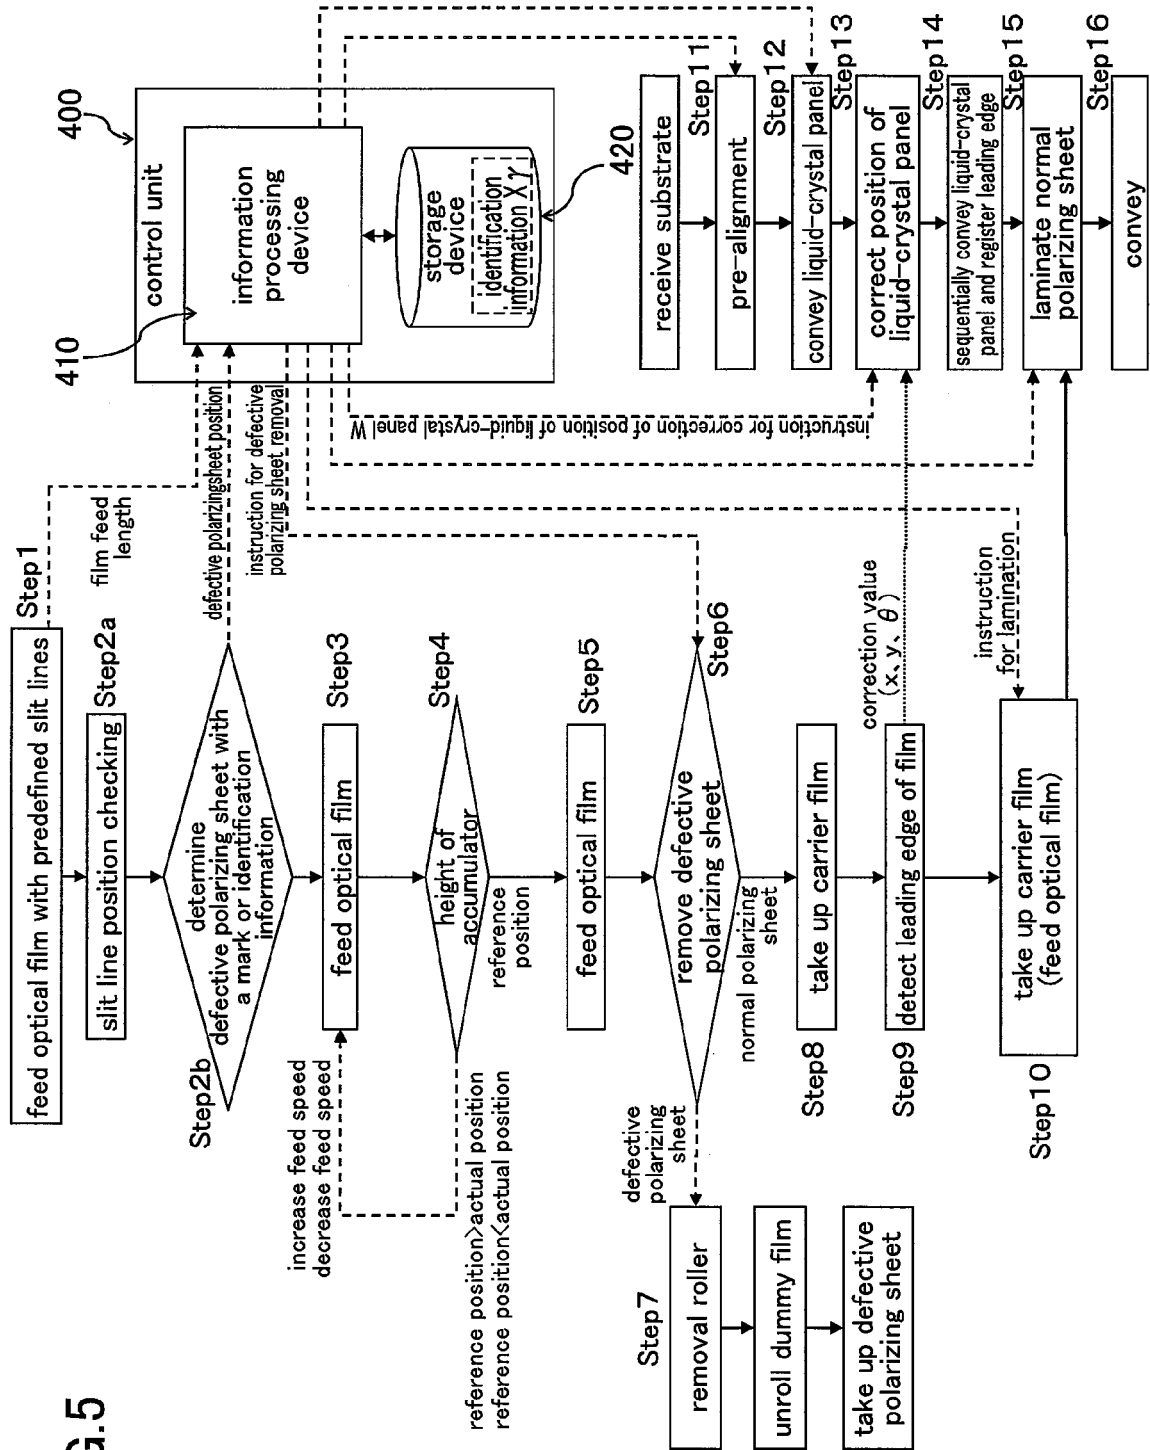 G.5
feed optical film with predefined slit lines
Step1
slit line position checking
Step2a
film feed
length
determine
defective polarizing sheet with
a mark or identification
information
Step2b
defective polarizingsheet position
instruction for defective
polarizing sheet removal
feed optical film
Step3
increase feed speed
decrease feed speed
height of
accumulator
Step4
reference position>actual position
reference position<actual position
reference
position
feed optical film
Step5
remove defective
polarizing sheet
Step6
defective
polarizing
sheet
normal polarizing
sheet
Step7
removal roller
unroll dummy film
take up defective
polarizing sheet
Step8
take up carrier film
Step9
detect leading edge of film
correction value
(x、y、θ)
Step10
take up carrier film
(feed optical film)
instruction
for lamination
instruction for correction of position of liquid-crystal panel W
400
control unit
410
information
processing
device
storage
device
identification
information Xγ
420
receive substrate
Step11
pre-alignment
Step12
convey liquid-crystal panel
Step13
correct position of
liquid-crystal panel
Step14
sequentially convey liquid-crystal
panel and register leading edge
Step15
laminate normal
polarizing sheet
Step16
convey